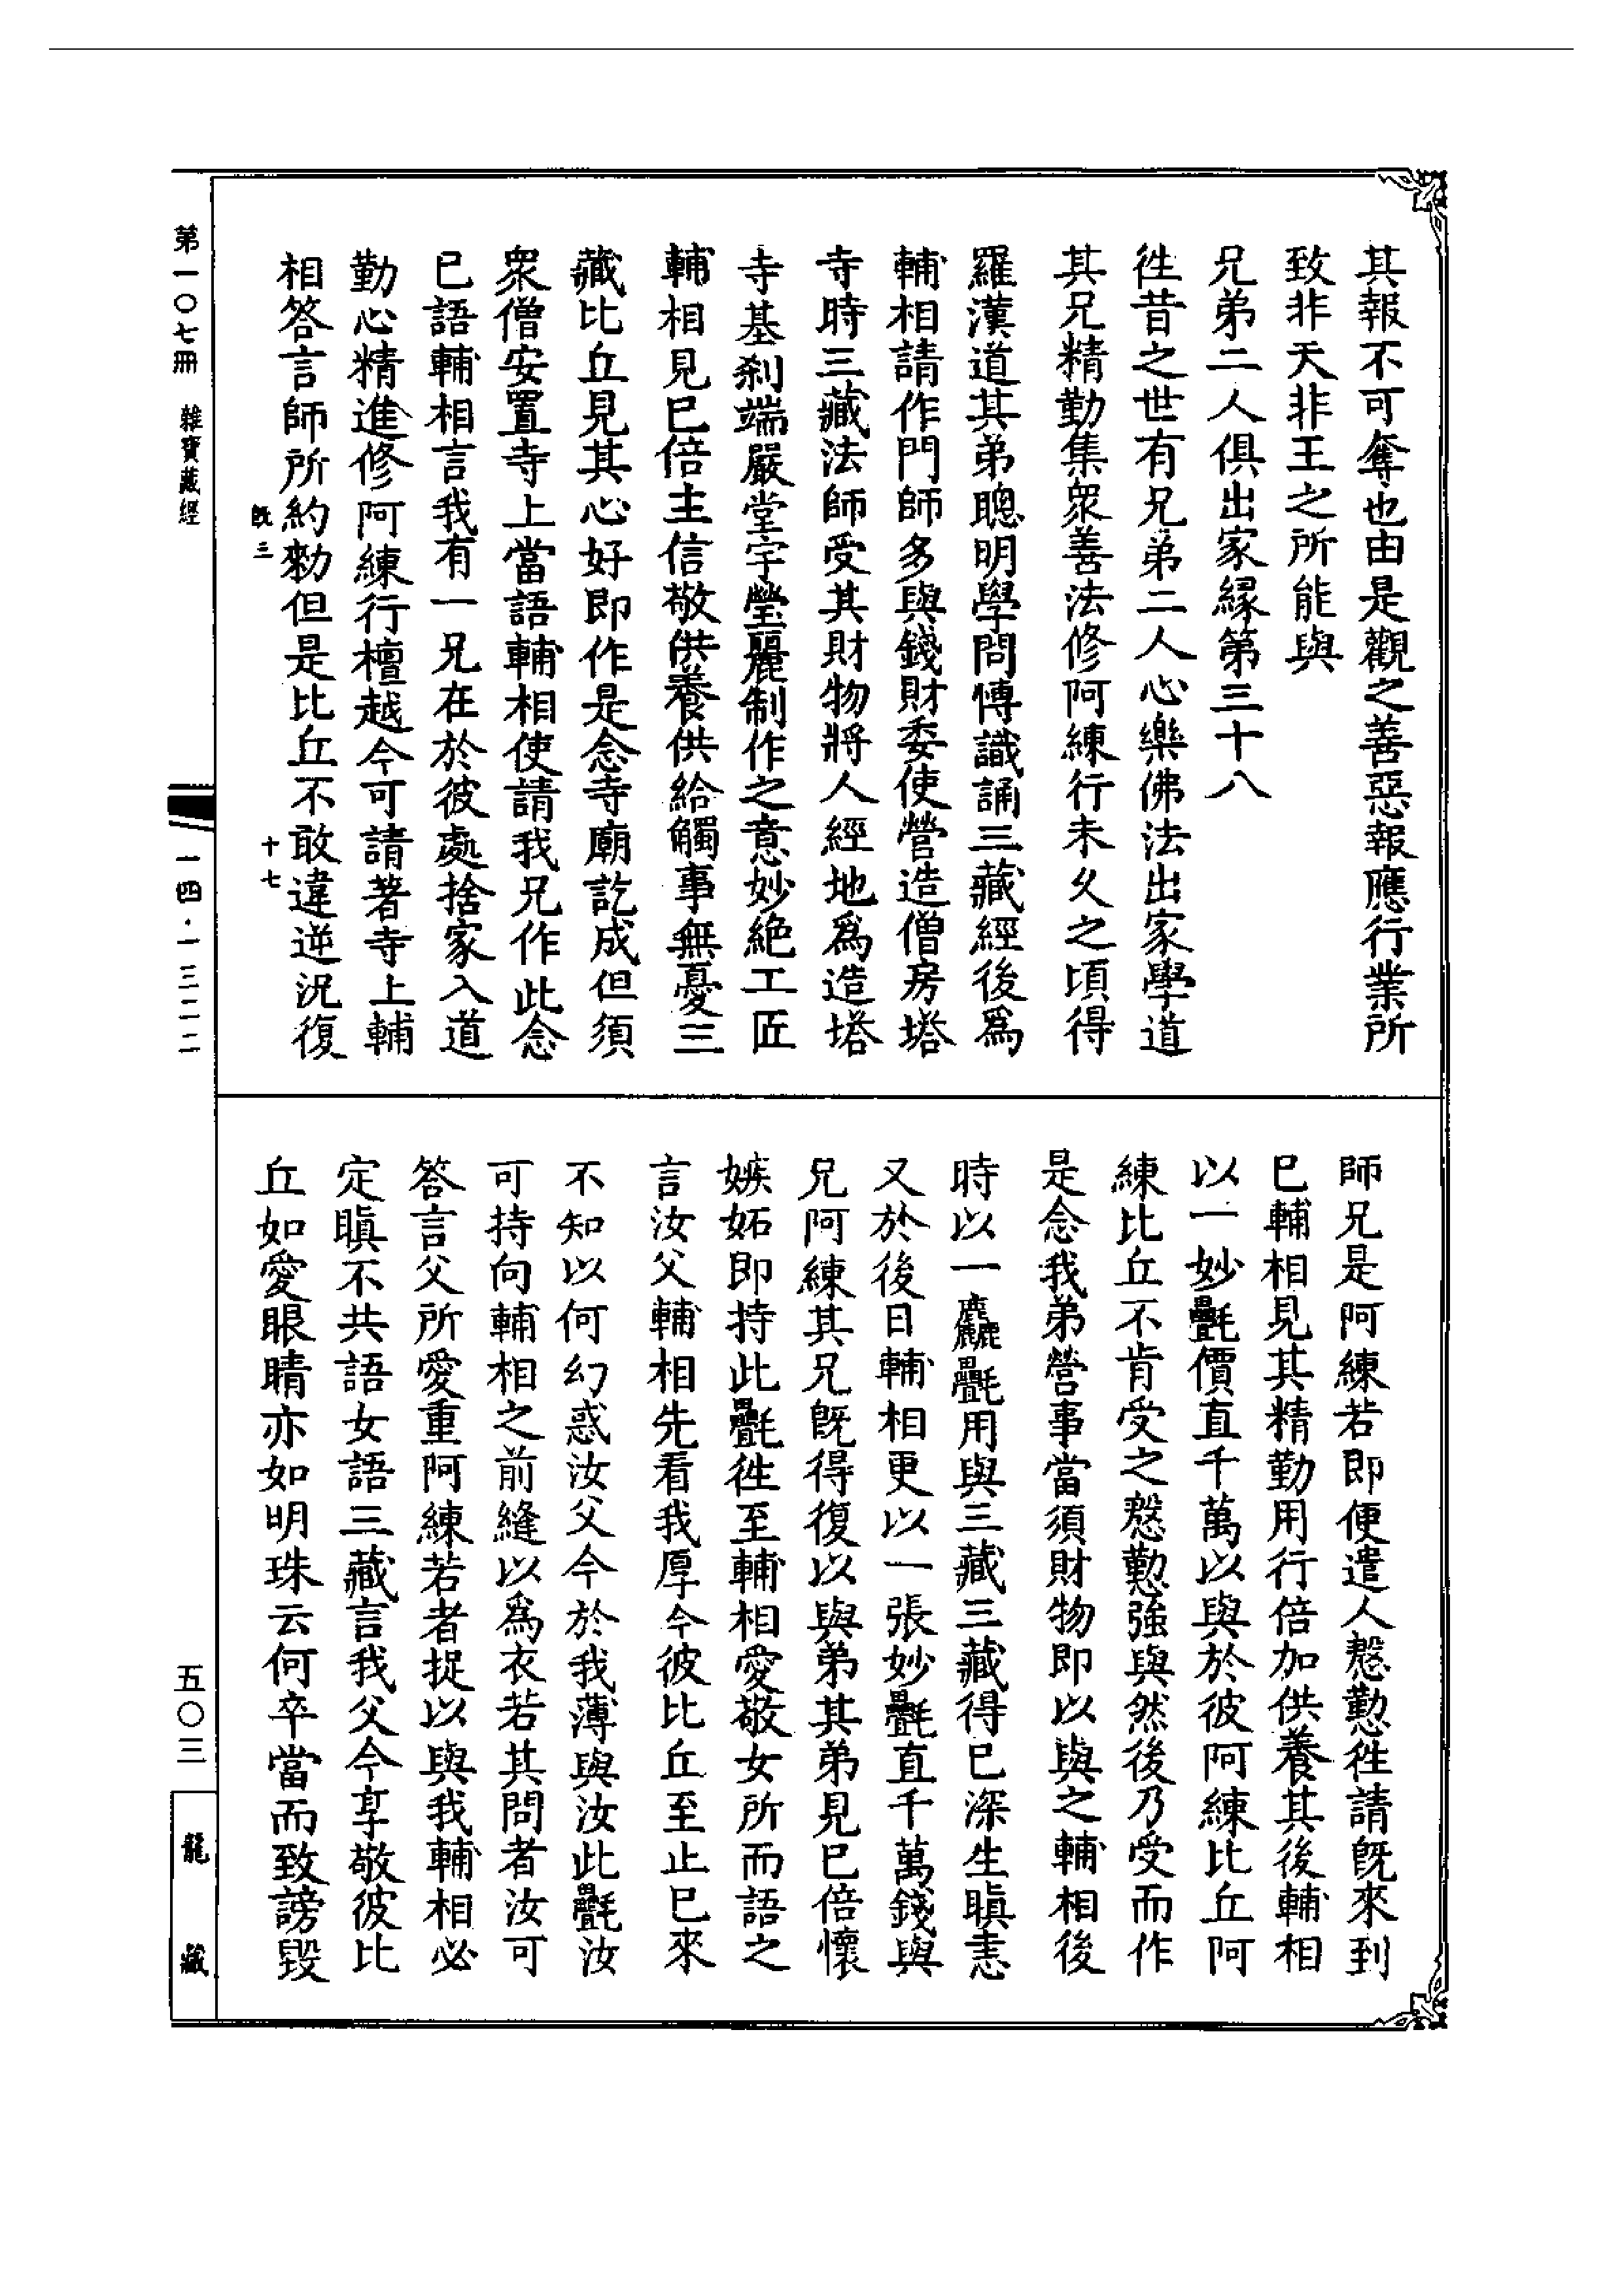 其報不可奪也由是觀之善惡報應行業所
致非天非王之所能與
兄弟二人俱出家緣第三十八
徃昔之世有兄弟二人心樂佛法出家學道
其兄精勤集衆善法修阿練行未久之頃得
羅漢道其弟聰明學問博識誦三藏經後爲
輔相請作門師多與錢財委使營造僧房塔
寺時三藏法師受其財物將人經地爲造塔
寺基刹端嚴堂宇瑩麗制作之意妙絶工匠
輔相見已倍生信敬供養供給觸事無憂三
藏比丘見其心好即作是念寺廟訖成但須
衆僧安置寺上當語輔相使請我兄作此念
已語輔相言我有一兄在於彼處捨家入道
勤心精進修阿練行檀越今可請著寺上輔
相答言師所約勑但是比丘不敢違逆況復
師兄是阿練若即便遣人慇懃徃請旣來到
已輔相見其精勤用行倍加供養其後輔相
以一妙㲲價直千萬以與於彼阿練比丘阿
練比丘不肯受之慇懃強與然後乃受而作
是念我弟營事當須財物即以與之輔相後
時以一麤㲲用與三藏三藏得已深生瞋恚
又於後日輔相更以一張妙㲲直千萬錢與
兄阿練其兄旣得復以與弟其弟見已倍懷
嫉妬即持此㲲徃至輔相愛敬女所而語之
言汝父輔相先看我厚今彼比丘至止已來
不知以何幻惑汝父今於我薄與汝此㲲汝
可持向輔相之前縫以爲衣若其問者汝可
答言父所愛重阿練若者捉以與我輔相必
定瞋不共語女語三藏言我父今享敬彼比
丘如愛眼睛亦如明珠云何卒當而致謗毀
第一〇七冊
雜寶藏經
旣三
十七
一四·一三二二
五〇三
龍藏